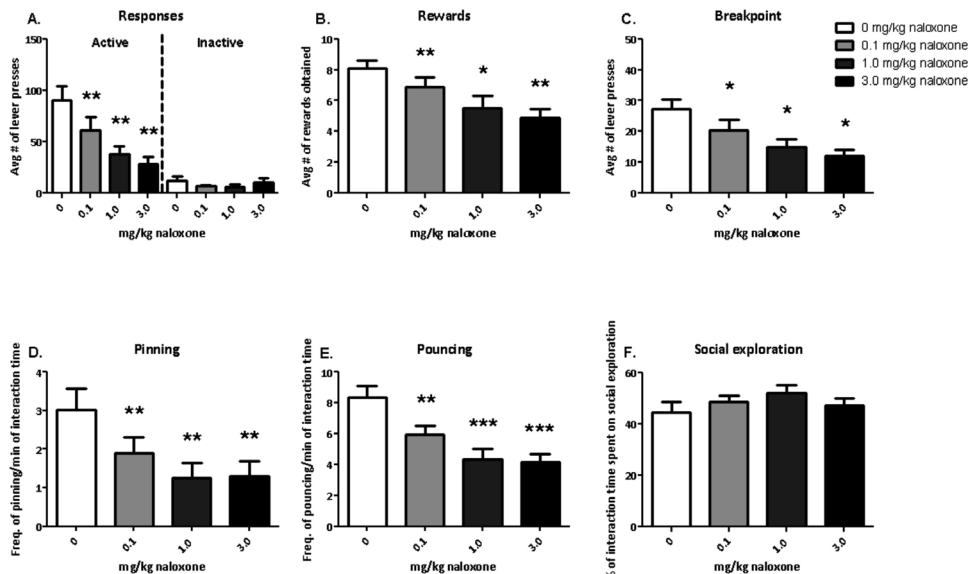 A. Responses
Active Inactive
Avg # of lever presses
150
100
50
0
** ** **
0 0.1 1.0 3.0 0 0.1 1.0 3.0
mg/kg naloxone
B. Rewards
Avg # of rewards obtained
10
8
6
4
2
0
** * **
0 0.1 1.0 3.0
mg/kg naloxone
C. Breakpoint
Avg # of lever presses
50
40
30
20
10
0
* * *
0 0.1 1.0 3.0
mg/kg naloxone
0 mg/kg naloxone
0.1 mg/kg naloxone
1.0 mg/kg naloxone
3.0 mg/kg naloxone
D. Pinning
Freq. of pinning/min of interaction time
4
3
2
1
0
** ** **
0 0.1 1.0 3.0
mg/kg naloxone
E. Pouncing
Freq. of pouncing/min of interaction time
10
8
6
4
2
0
** *** ***
0 0.1 1.0 3.0
mg/kg naloxone
F. Social exploration
of interaction time spent on social exploration
60
40
20
0
0 0.1 1.0 3.0
mg/kg naloxone